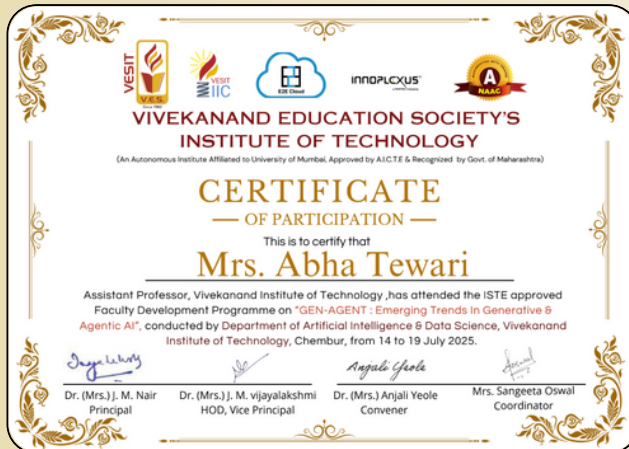 VESIT
V.E.S.
Since 1962
VESIT
IIC
E2E Cloud
INNOPLEXUS
A
NAAC
VIVEKANAND EDUCATION SOCIETY'S
INSTITUTE OF TECHNOLOGY
(An Autonomous Institute Affiliated to University of Mumbai, Approved by A.I.C.T.E & Recognized by Govt. of Maharashtra)
CERTIFICATE
OF PARTICIPATION
This is to certify that
Mrs. Abha Tewari
Assistant Professor, Vivekanand Institute of Technology ,has attended the ISTE approved
Faculty Development Programme on "GEN-AGENT : Emerging Trends In Generative &
Agentic AI", conducted by Department of Artificial Intelligence & Data Science, Vivekanand
Institute of Technology, Chembur, from 14 to 19 July 2025.
Anjali Yeole
Dr. (Mrs.) J. M. Nair
Principal
Dr. (Mrs.) J. M. vijayalakshmi
HOD, Vice Principal
Dr. (Mrs.) Anjali Yeole
Convener
Mrs. Sangeeta Oswal
Coordinator